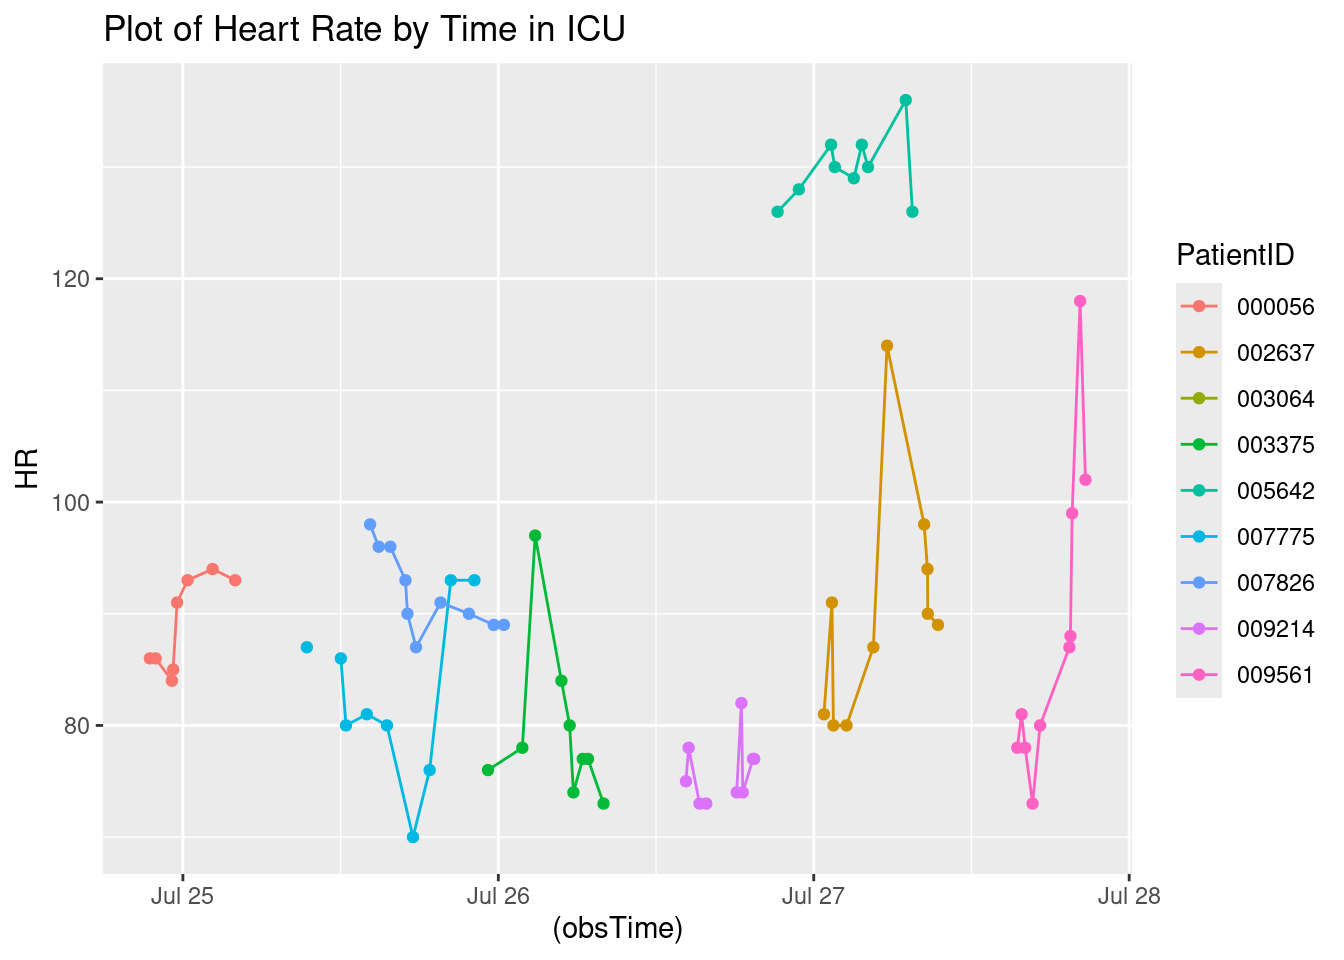 Plot of Heart Rate by Time in ICU
HR
120
100
80
Jul 25
Jul 26
Jul 27
Jul 28
(obsTime)
PatientID
000056
002637
003064
003375
005642
007775
007826
009214
009561